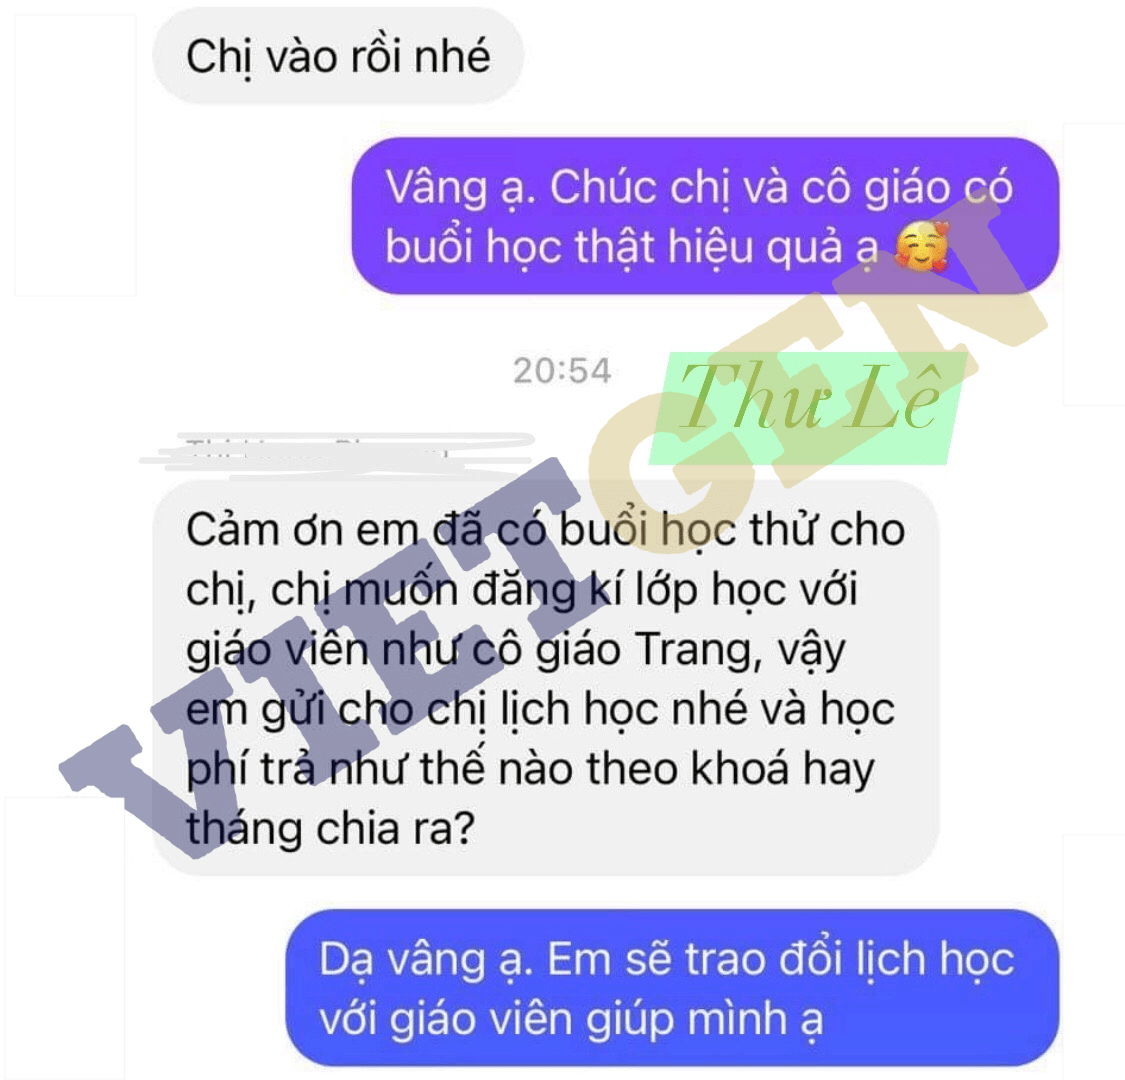 Chị vào rồi nhé
Vâng ạ. Chúc chị và cô giáo có
buổi học thật hiệu quả ạ 🥰
20:54
Thư Lê
Cảm ơn em đã có buổi học thử cho
chị, chị muốn đăng kí lớp học với
giáo viên như cô giáo Trang, vậy
em gửi cho chị lịch học nhé và học
phí trả như thế nào theo khoá hay
tháng chia ra?
VIETGEN
Dạ vâng ạ. Em sẽ trao đổi lịch học
với giáo viên giúp mình ạ